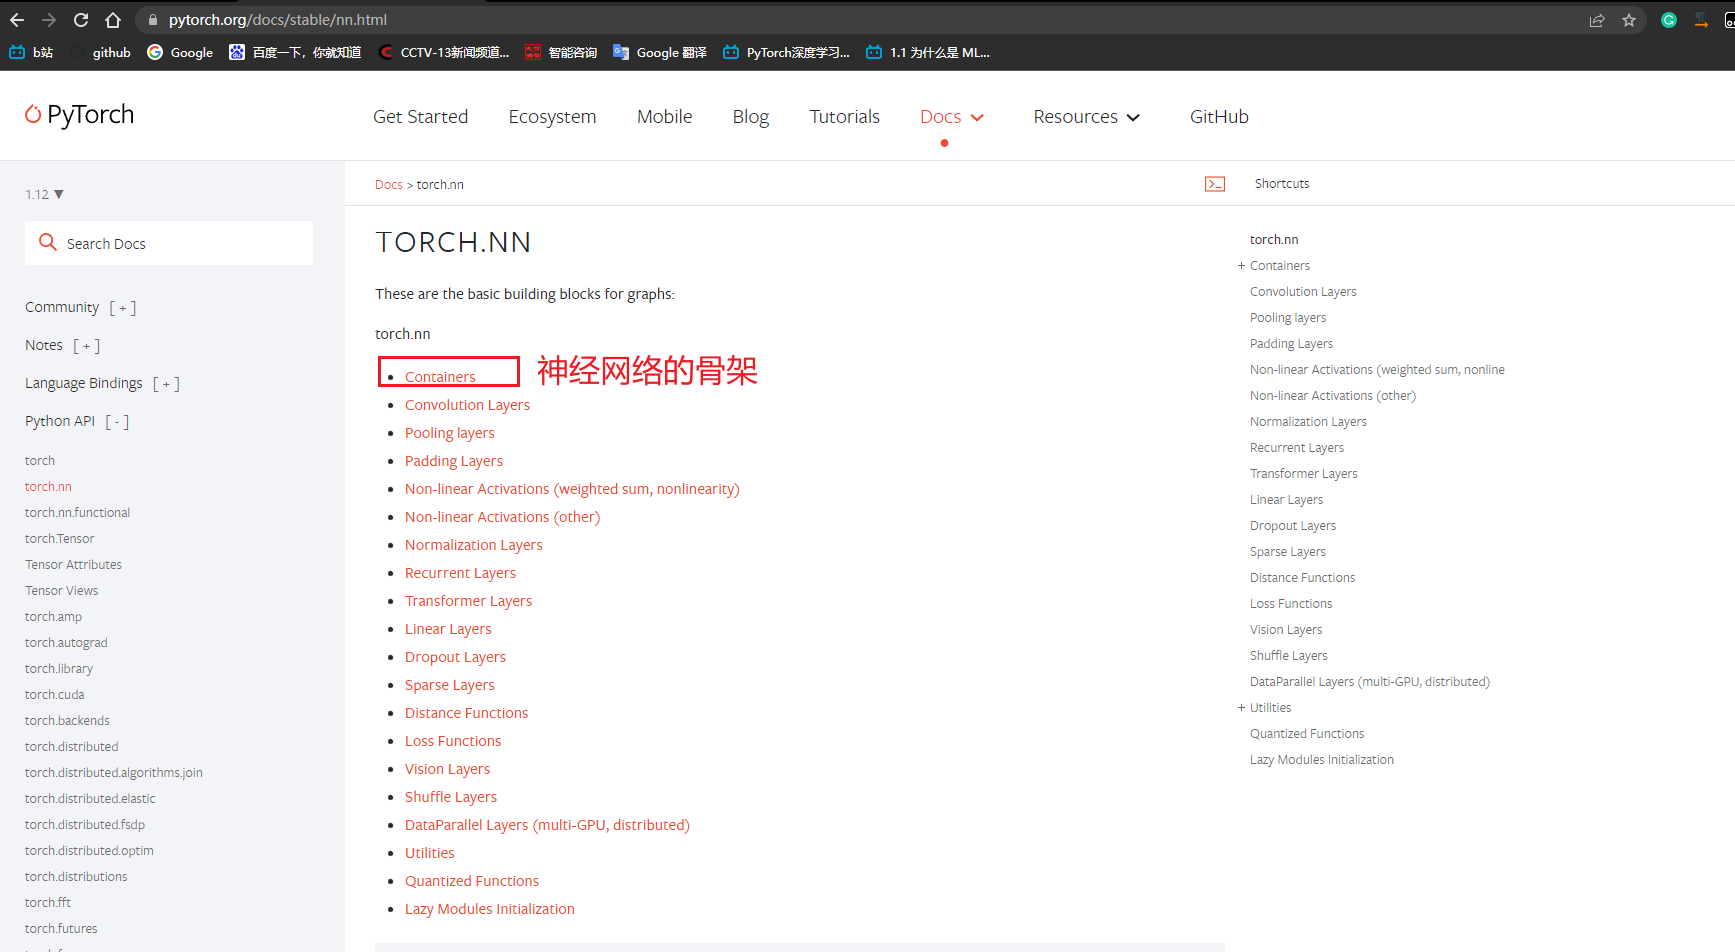 pytorch.org/docs/stable/nn.html
b站 github Google 百度一下，你就知道 CCTV-13新闻频道... 智能咨询 Google 翻译 PyTorch深度学习... 1.1 为什么是 ML...
PyTorch Get Started Ecosystem Mobile Blog Tutorials Docs Resources GitHub
1.12 ▼
Search Docs
Community [ + ]
Notes [ + ]
Language Bindings [ + ]
Python API [ - ]
torch
torch.nn
torch.nn.functional
torch.Tensor
Tensor Attributes
Tensor Views
torch.amp
torch.autograd
torch.library
torch.cuda
torch.backends
torch.distributed
torch.distributed.algorithms.join
torch.distributed.elastic
torch.distributed.fsdp
torch.distributed.optim
torch.distributions
torch.fft
torch.futures
Docs > torch.nn
TORCH.NN
These are the basic building blocks for graphs:
torch.nn
Containers 神经网络的骨架
Convolution Layers
Pooling layers
Padding Layers
Non-linear Activations (weighted sum, nonlinearity)
Non-linear Activations (other)
Normalization Layers
Recurrent Layers
Transformer Layers
Linear Layers
Dropout Layers
Sparse Layers
Distance Functions
Loss Functions
Vision Layers
Shuffle Layers
DataParallel Layers (multi-GPU, distributed)
Utilities
Quantized Functions
Lazy Modules Initialization
Shortcuts
torch.nn
+ Containers
Convolution Layers
Pooling layers
Padding Layers
Non-linear Activations (weighted sum, nonline
Non-linear Activations (other)
Normalization Layers
Recurrent Layers
Transformer Layers
Linear Layers
Dropout Layers
Sparse Layers
Distance Functions
Loss Functions
Vision Layers
Shuffle Layers
DataParallel Layers (multi-GPU, distributed)
+ Utilities
Quantized Functions
Lazy Modules Initialization